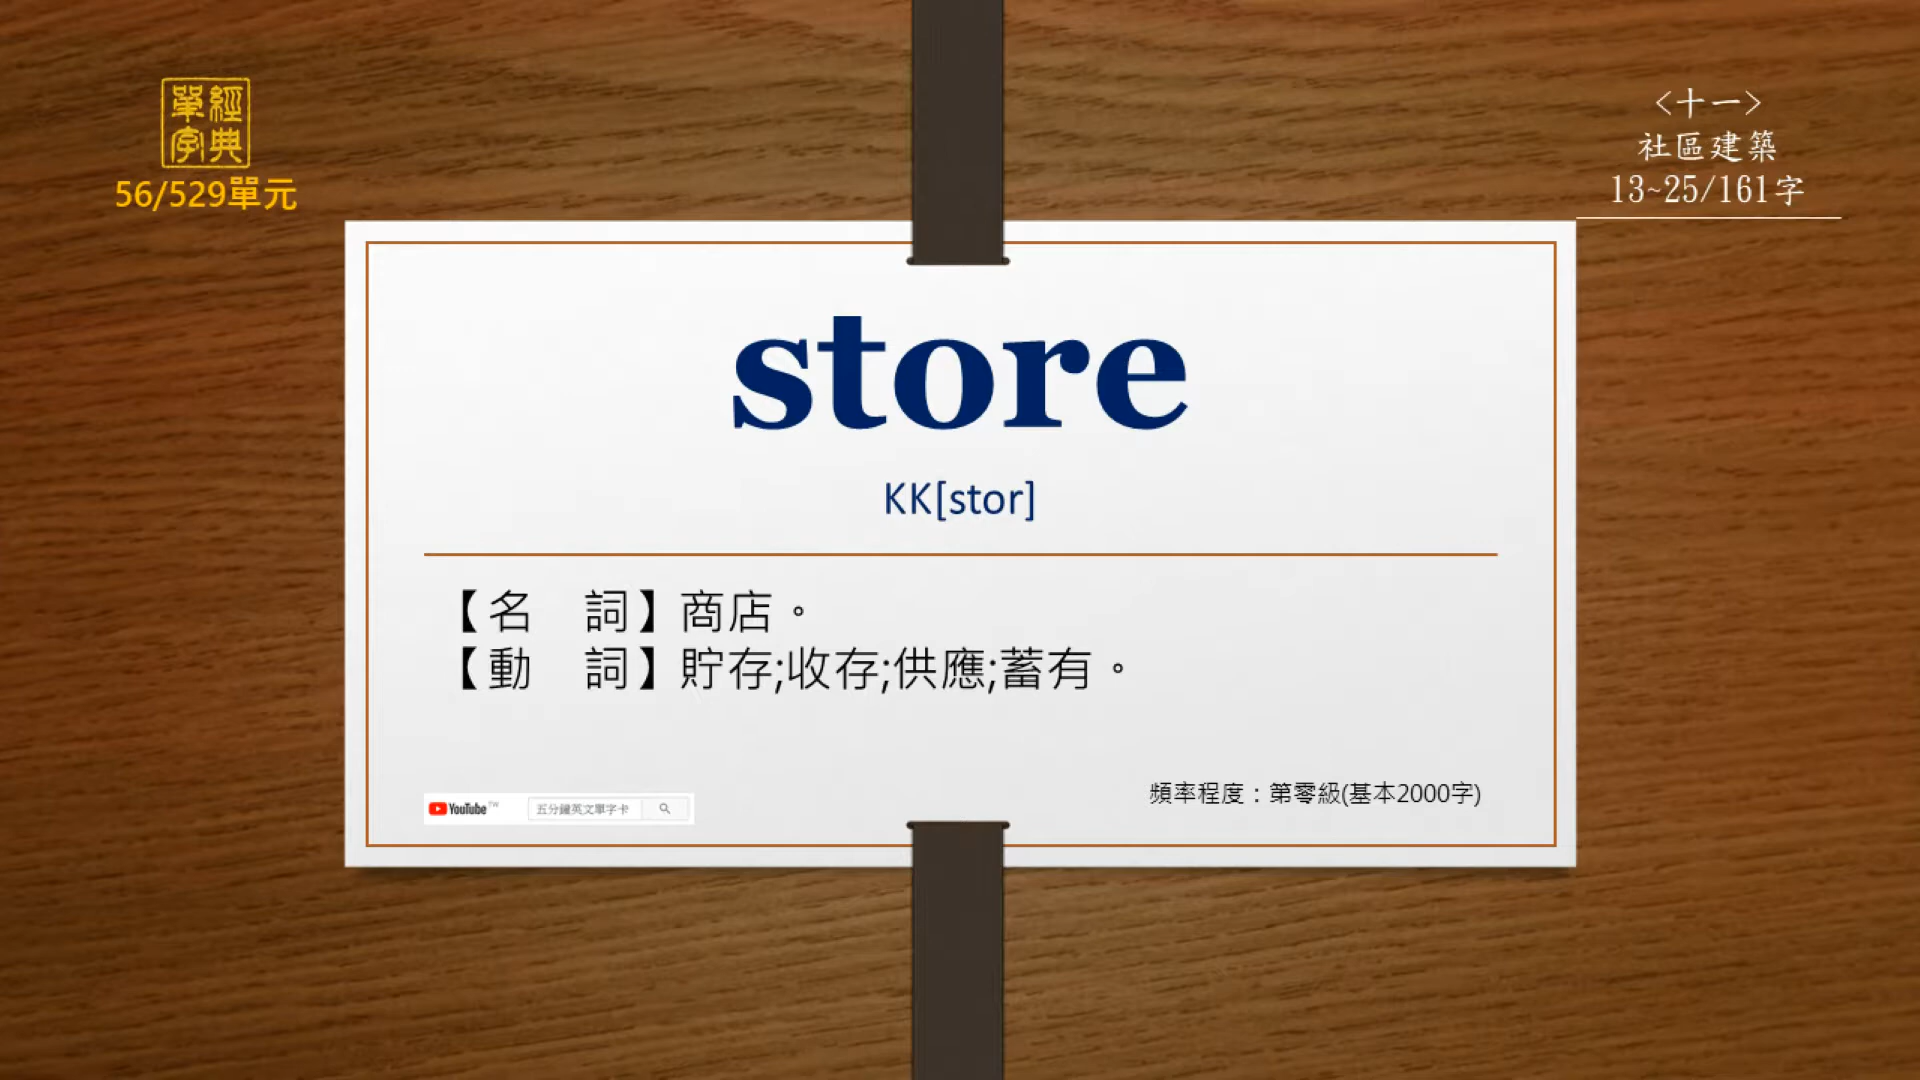 經典單字
56/529單元
<十一>
社區建築
13~25/161字
store
KK[stor]
【名　詞】商店。
【動　詞】貯存;收存;供應;蓄有。
YouTube TW 五分鐘英文單字卡
頻率程度：第零級(基本2000字)